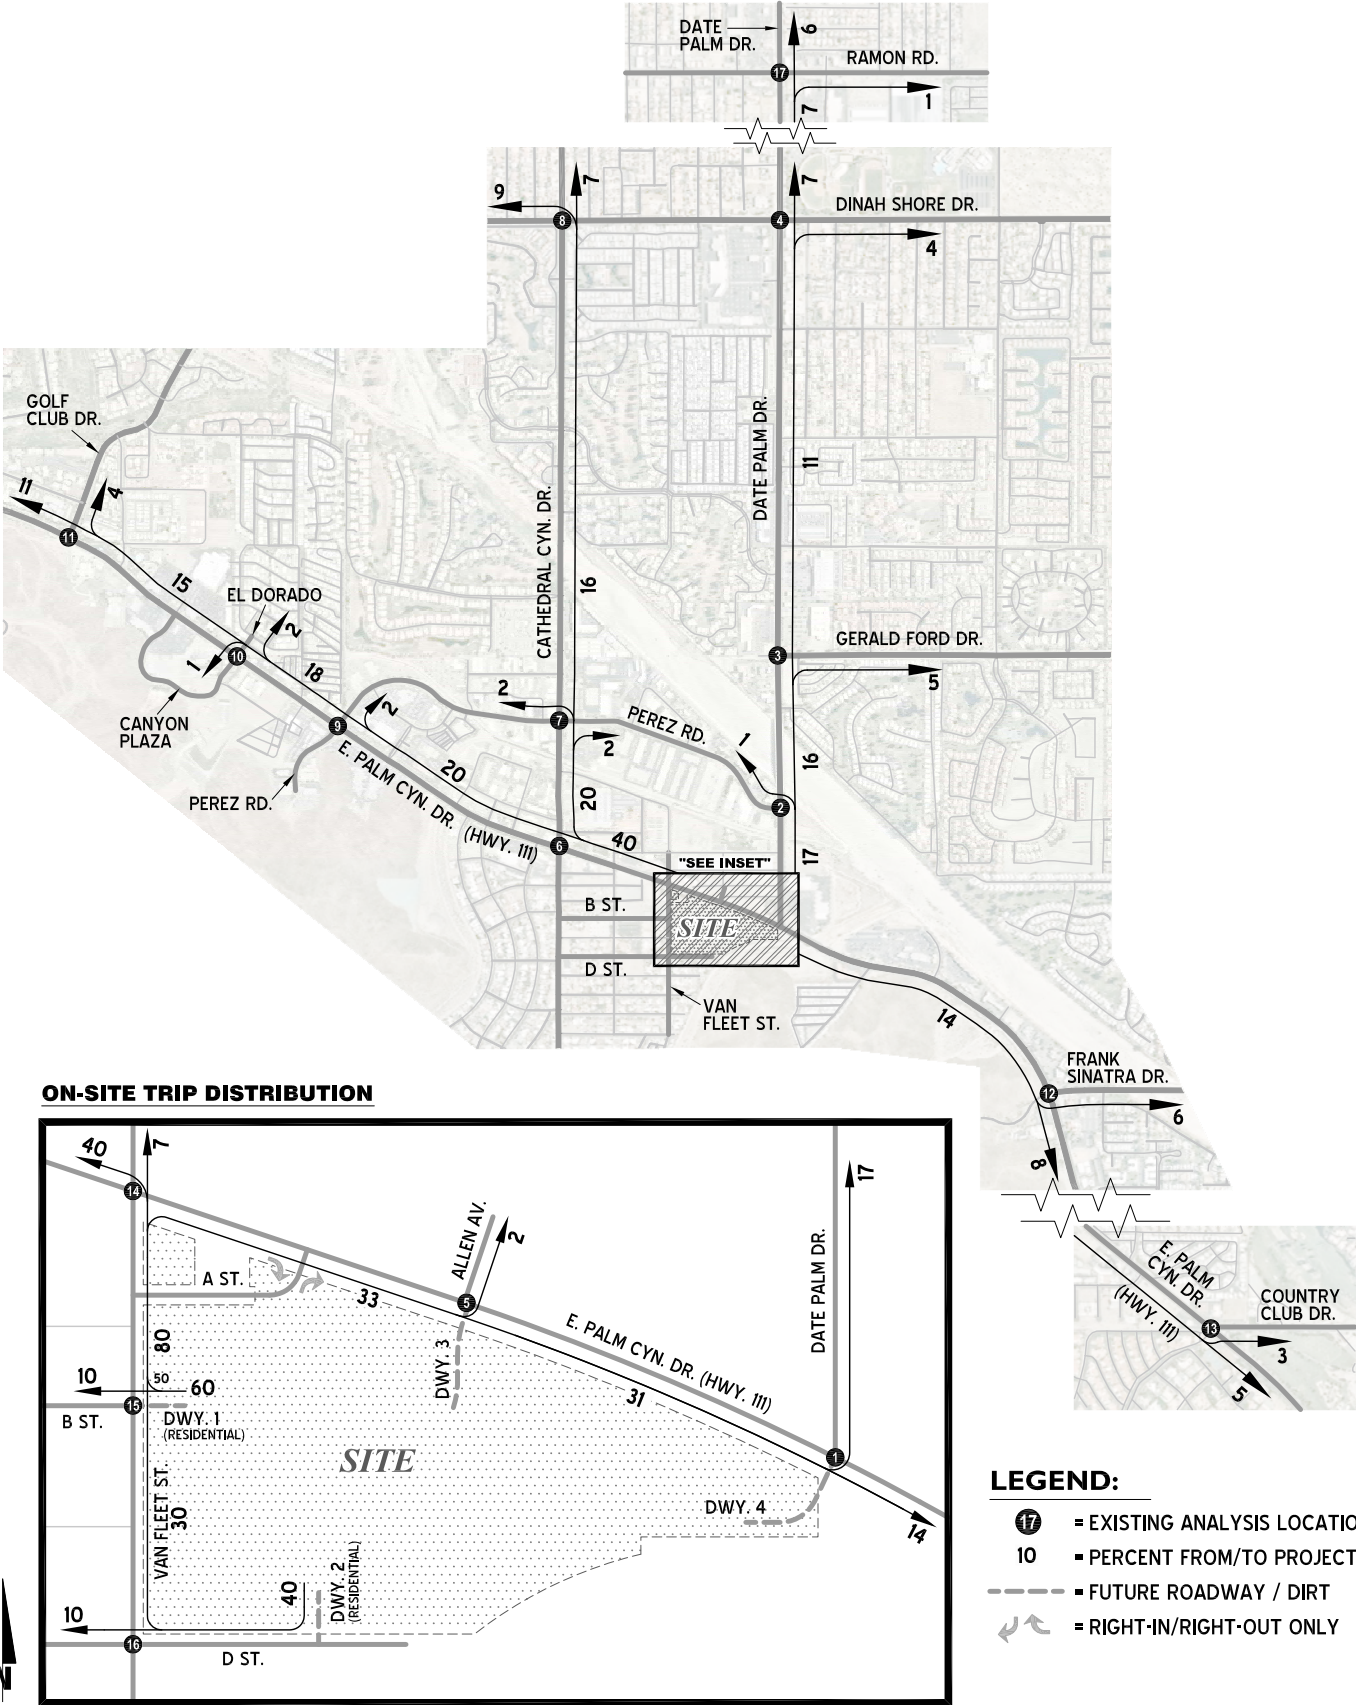 DATE
PALM DR.
6
17
RAMON RD.
1
7
9
7
7
8
4
DINAH SHORE DR.
4
GOLF
CLUB DR.
11
4
11
15
EL DORADO
2
1
10
18
CANYON
PLAZA
2
9
PEREZ RD.
E. PALM CYN. DR. (HWY. 111)
20
CATHEDRAL CYN. DR.
16
2
7
2
20
PEREZ RD.
1
2
DATE PALM DR.
11
3
GERALD FORD DR.
5
16
17
6
40
"SEE INSET"
B ST.
SITE
D ST.
VAN
FLEET ST.
14
FRANK
SINATRA DR.
12
6
8
E. PALM
CYN. DR.
(HWY. 111)
COUNTRY
CLUB DR.
13
3
5
ON-SITE TRIP DISTRIBUTION
40
7
14
A ST.
33
ALLEN AV.
2
5
DWY. 3
E. PALM CYN. DR. (HWY. 111)
31
DATE PALM DR.
17
1
14
DWY. 4
80
10
50
60
15
B ST.
DWY. 1
(RESIDENTIAL)
SITE
VAN FLEET ST.
30
10
40
DWY. 2
(RESIDENTIAL)
16
D ST.
N
LEGEND:
17 = EXISTING ANALYSIS LOCATIO
10 = PERCENT FROM/TO PROJECT
= FUTURE ROADWAY / DIRT
= RIGHT-IN/RIGHT-OUT ONLY